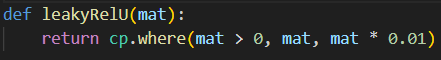 def leakyRelU(mat):
    return cp.where(mat > 0, mat, mat * 0.01)